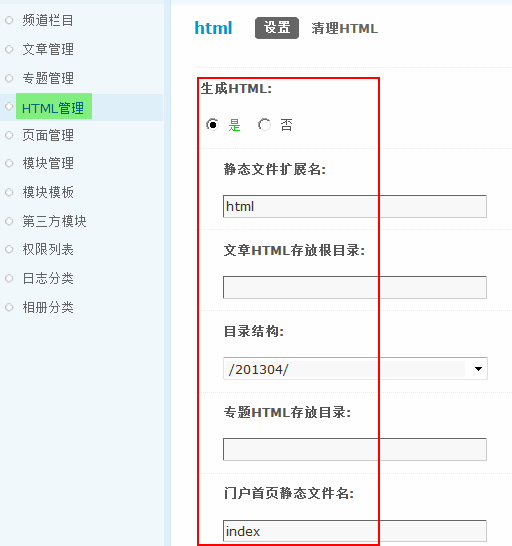 频道栏目
文章管理
专题管理
HTML管理
页面管理
模块管理
模块模板
第三方模块
权限列表
日志分类
相册分类
html 设置 清理HTML
生成HTML:
是 否
静态文件扩展名:
html
文章HTML存放根目录:
目录结构:
/201304/
专题HTML存放目录:
门户首页静态文件名:
index